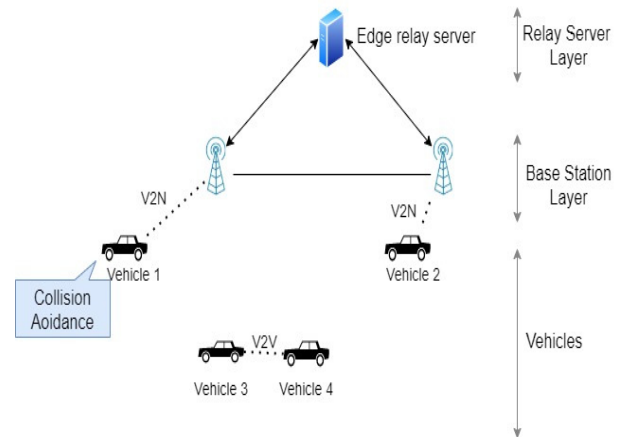 Edge relay server
Relay Server
Layer
V2N
V2N
Base Station
Layer
Vehicle 1
Vehicle 2
Collision
Aoidance
V2V
Vehicles
Vehicle 3
Vehicle 4